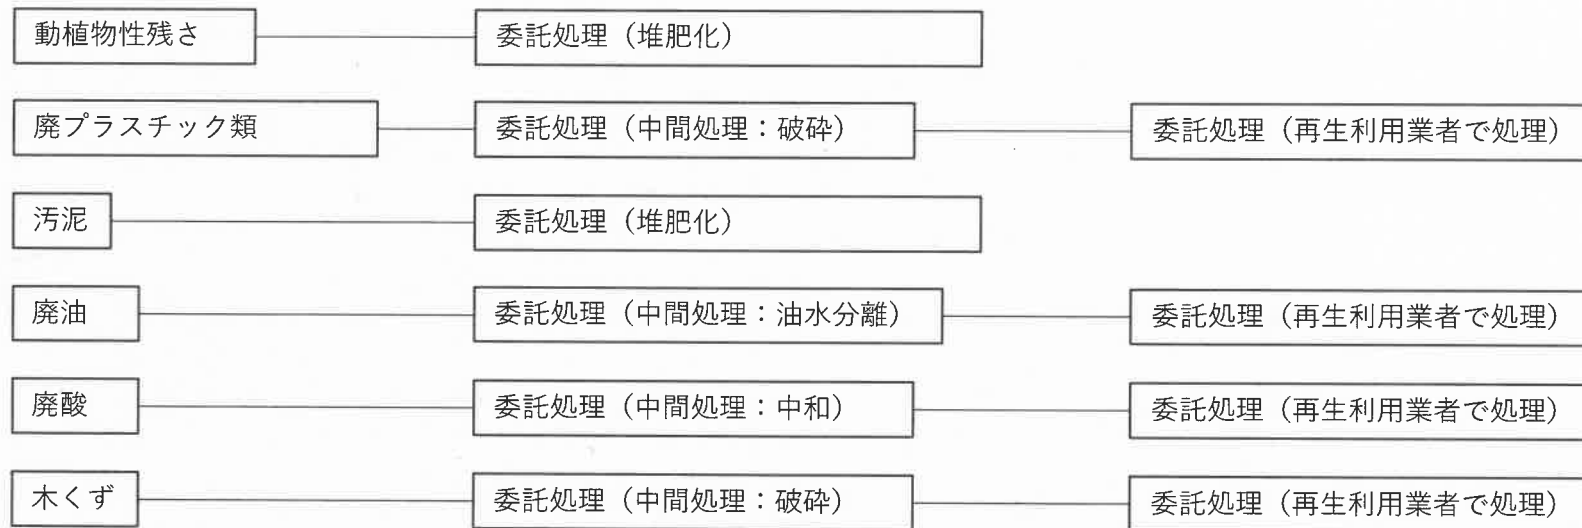 動植物性残さ 委託処理（堆肥化）
廃プラスチック類 委託処理（中間処理：破砕） 委託処理（再生利用業者で処理）
汚泥 委託処理（堆肥化）
廃油 委託処理（中間処理：油水分離） 委託処理（再生利用業者で処理）
廃酸 委託処理（中間処理：中和） 委託処理（再生利用業者で処理）
木くず 委託処理（中間処理：破砕） 委託処理（再生利用業者で処理）